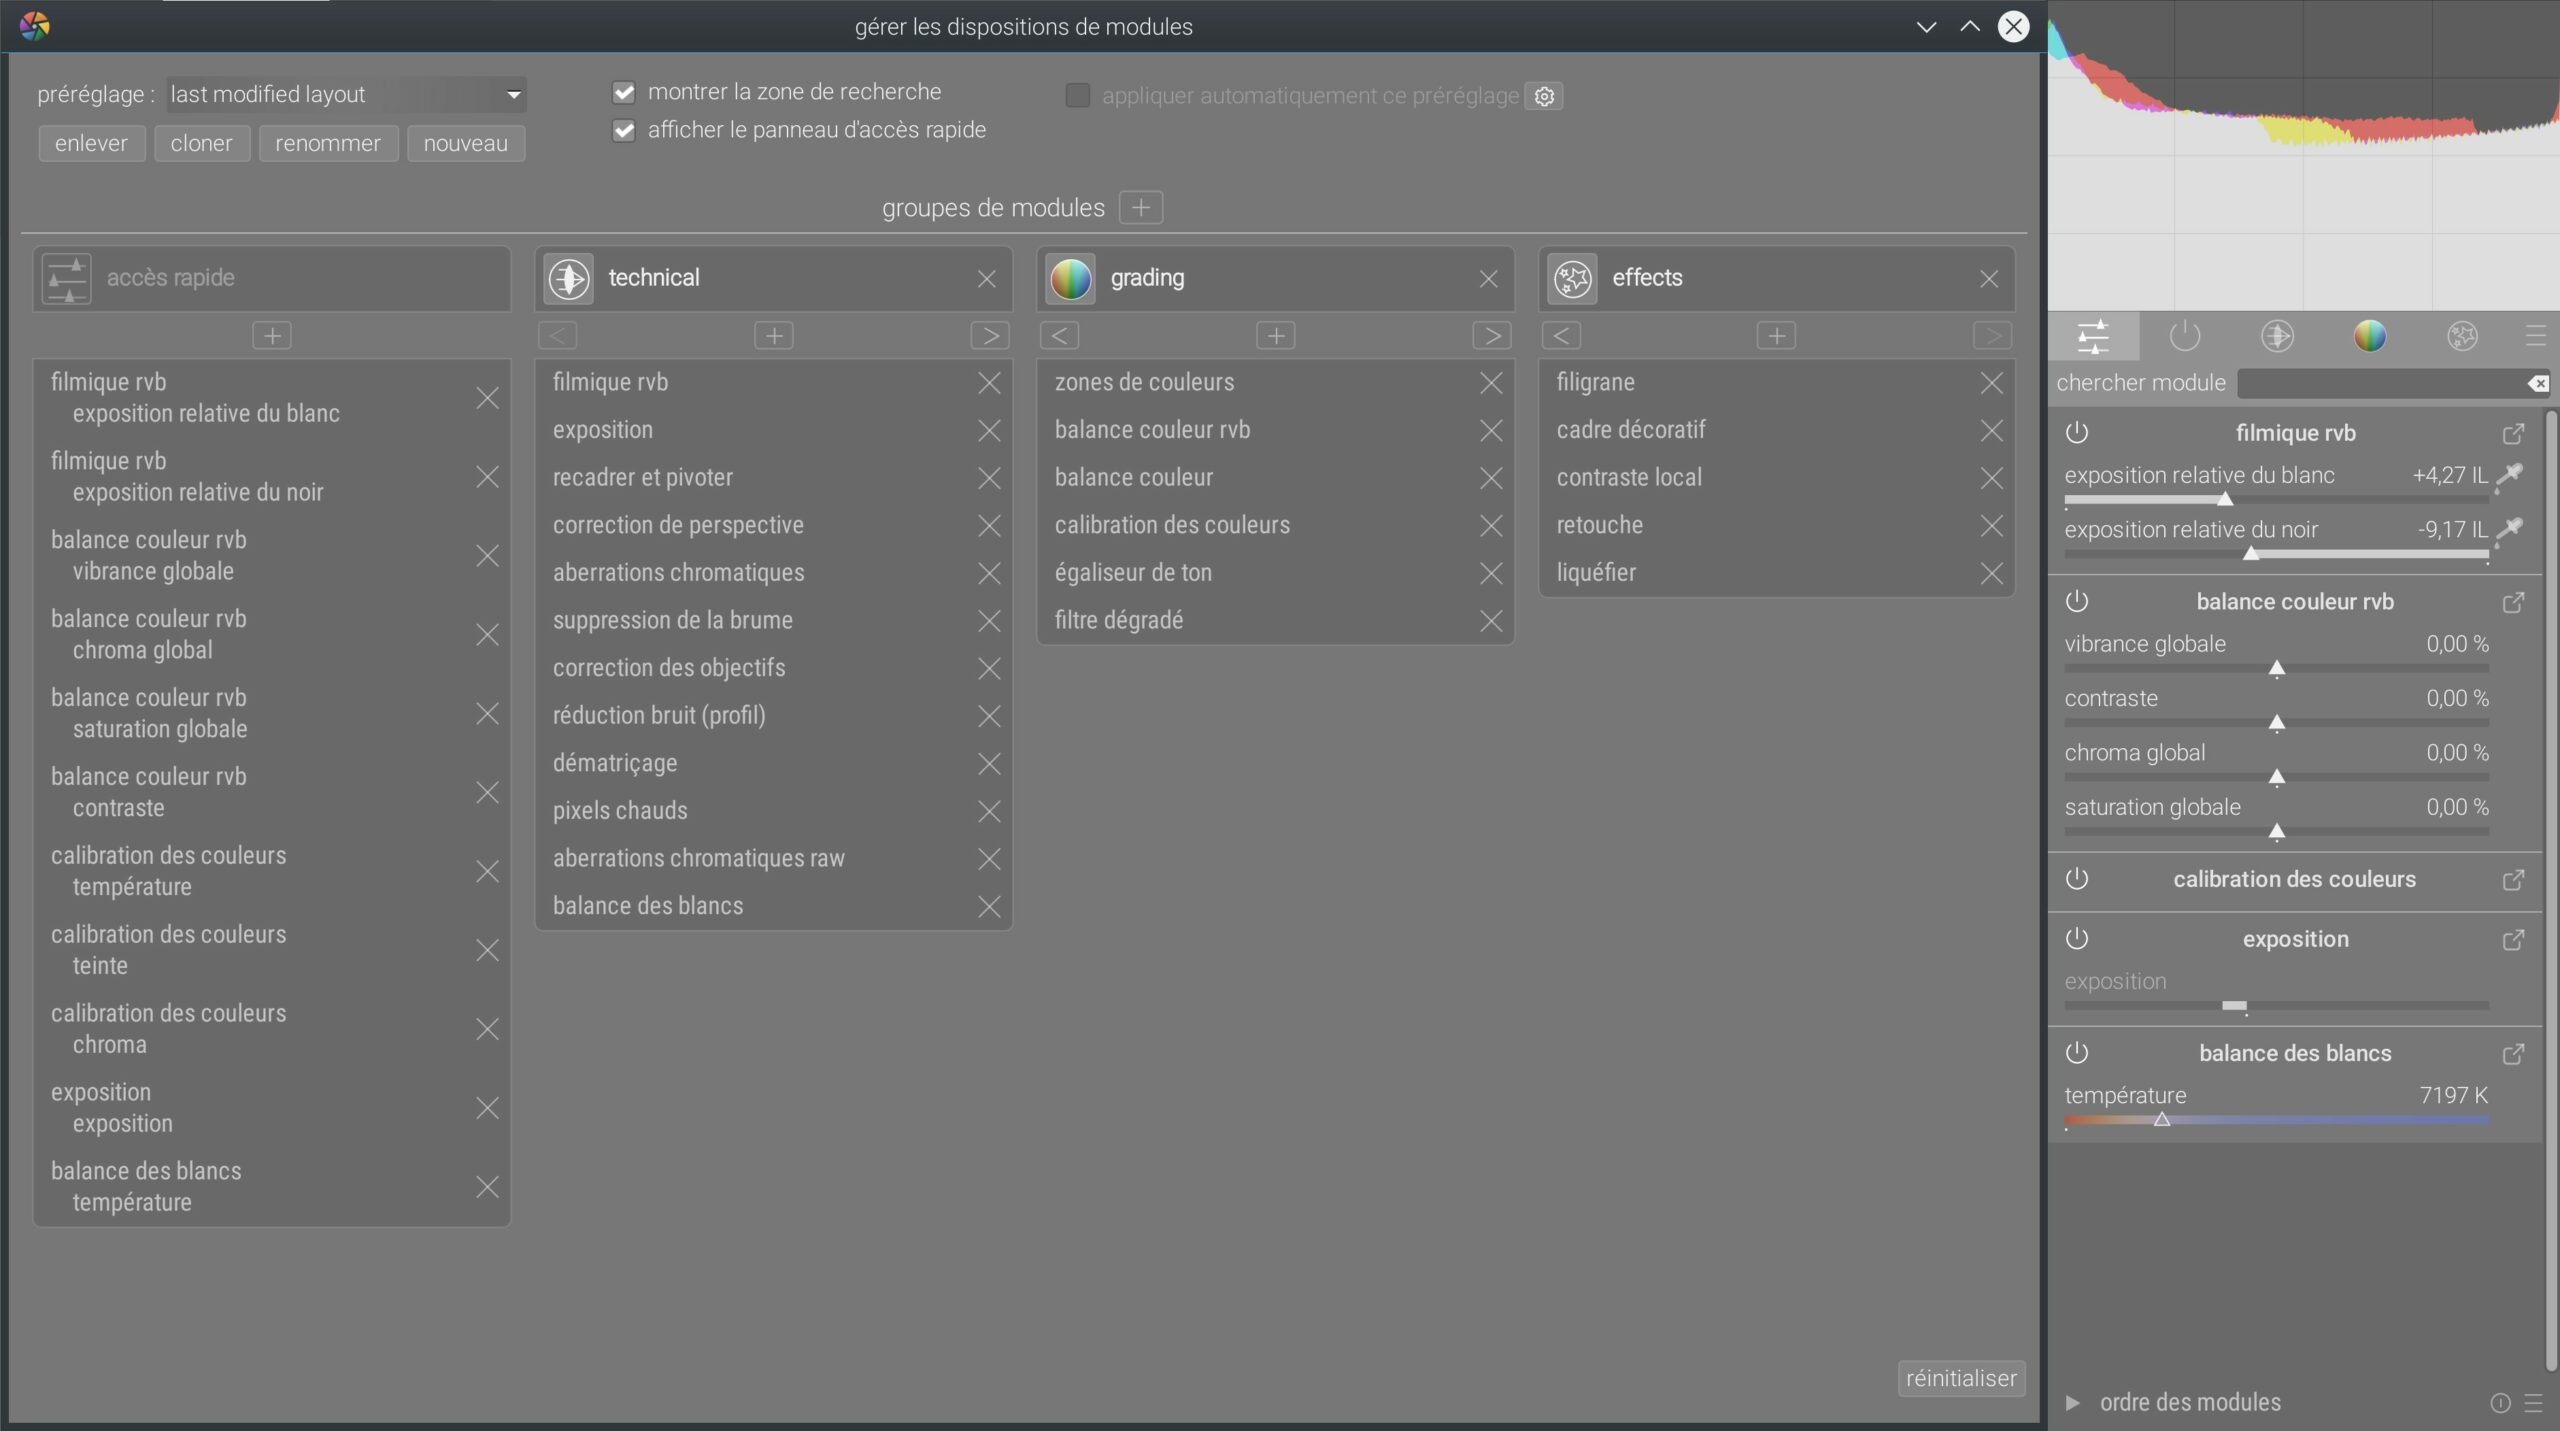 gérer les dispositions de modules
préréglage : last modified layout
enlever cloner renommer nouveau
montrer la zone de recherche
afficher le panneau d'accès rapide
appliquer automatiquement ce préréglage
groupes de modules
accès rapide
filmique rvb
exposition relative du blanc
filmique rvb
exposition relative du noir
balance couleur rvb
vibrance globale
balance couleur rvb
chroma global
balance couleur rvb
saturation globale
balance couleur rvb
contraste
calibration des couleurs
température
calibration des couleurs
teinte
calibration des couleurs
chroma
exposition
exposition
balance des blancs
température
technical
filmique rvb
exposition
recadrer et pivoter
correction de perspective
aberrations chromatiques
suppression de la brume
correction des objectifs
réduction bruit (profil)
dématriçage
pixels chauds
aberrations chromatiques raw
balance des blancs
grading
zones de couleurs
balance couleur rvb
balance couleur
calibration des couleurs
égaliseur de ton
filtre dégradé
effects
filigrane
cadre décoratif
contraste local
retouche
liquéfier
réinitialiser
chercher module
filmique rvb
exposition relative du blanc +4,27 IL
exposition relative du noir -9,17 IL
balance couleur rvb
vibrance globale 0,00 %
contraste 0,00 %
chroma global 0,00 %
saturation globale 0,00 %
calibration des couleurs
exposition
exposition
balance des blancs
température 7197 K
ordre des modules